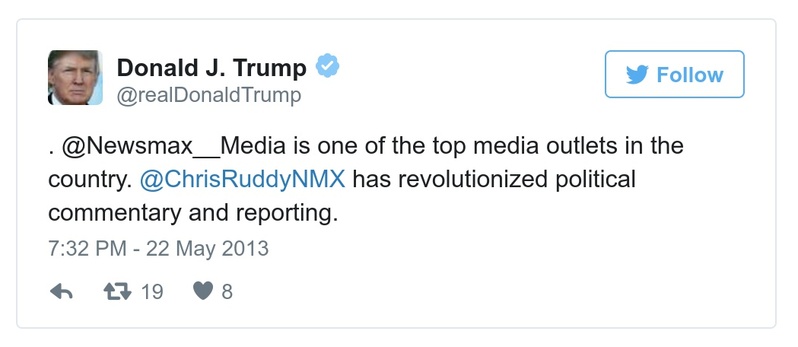 Donald J. Trump
@realDonaldTrump
Follow
. @Newsmax__Media is one of the top media outlets in the
country. @ChrisRuddyNMX has revolutionized political
commentary and reporting.
7:32 PM - 22 May 2013
19 8